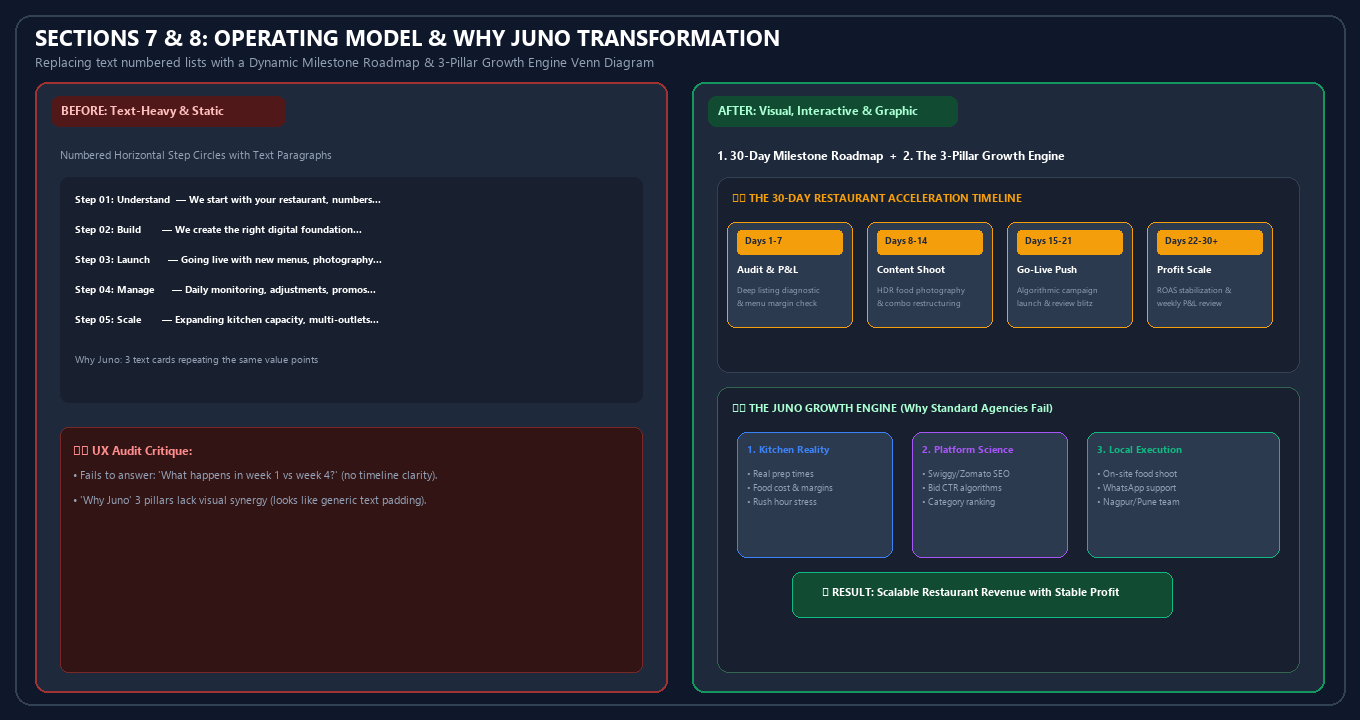 SECTIONS 7 & 8: OPERATING MODEL & WHY JUNO TRANSFORMATION
Replacing text numbered lists with a Dynamic Milestone Roadmap & 3-Pillar Growth Engine Venn Diagram
BEFORE: Text-Heavy & Static
Numbered Horizontal Step Circles with Text Paragraphs
Step 01: Understand — We start with your restaurant, numbers...
Step 02: Build — We create the right digital foundation...
Step 03: Launch — Going live with new menus, photography...
Step 04: Manage — Daily monitoring, adjustments, promos...
Step 05: Scale — Expanding kitchen capacity, multi-outlets...
Why Juno: 3 text cards repeating the same value points
UX Audit Critique:
• Fails to answer: 'What happens in week 1 vs week 4?' (no timeline clarity).
• 'Why Juno' 3 pillars lack visual synergy (looks like generic text padding).
AFTER: Visual, Interactive & Graphic
1. 30-Day Milestone Roadmap + 2. The 3-Pillar Growth Engine
THE 30-DAY RESTAURANT ACCELERATION TIMELINE
Days 1-7
Audit & P&L
Deep listing diagnostic
& menu margin check
Days 8-14
Content Shoot
HDR food photography
& combo restructuring
Days 15-21
Go-Live Push
Algorithmic campaign
launch & review blitz
Days 22-30+
Profit Scale
ROAS stabilization &
weekly P&L review
THE JUNO GROWTH ENGINE (Why Standard Agencies Fail)
1. Kitchen Reality
• Real prep times
• Food cost & margins
• Rush hour stress
2. Platform Science
• Swiggy/Zomato SEO
• Bid CTR algorithms
• Category ranking
3. Local Execution
• On-site food shoot
• WhatsApp support
• Nagpur/Pune team
RESULT: Scalable Restaurant Revenue with Stable Profit